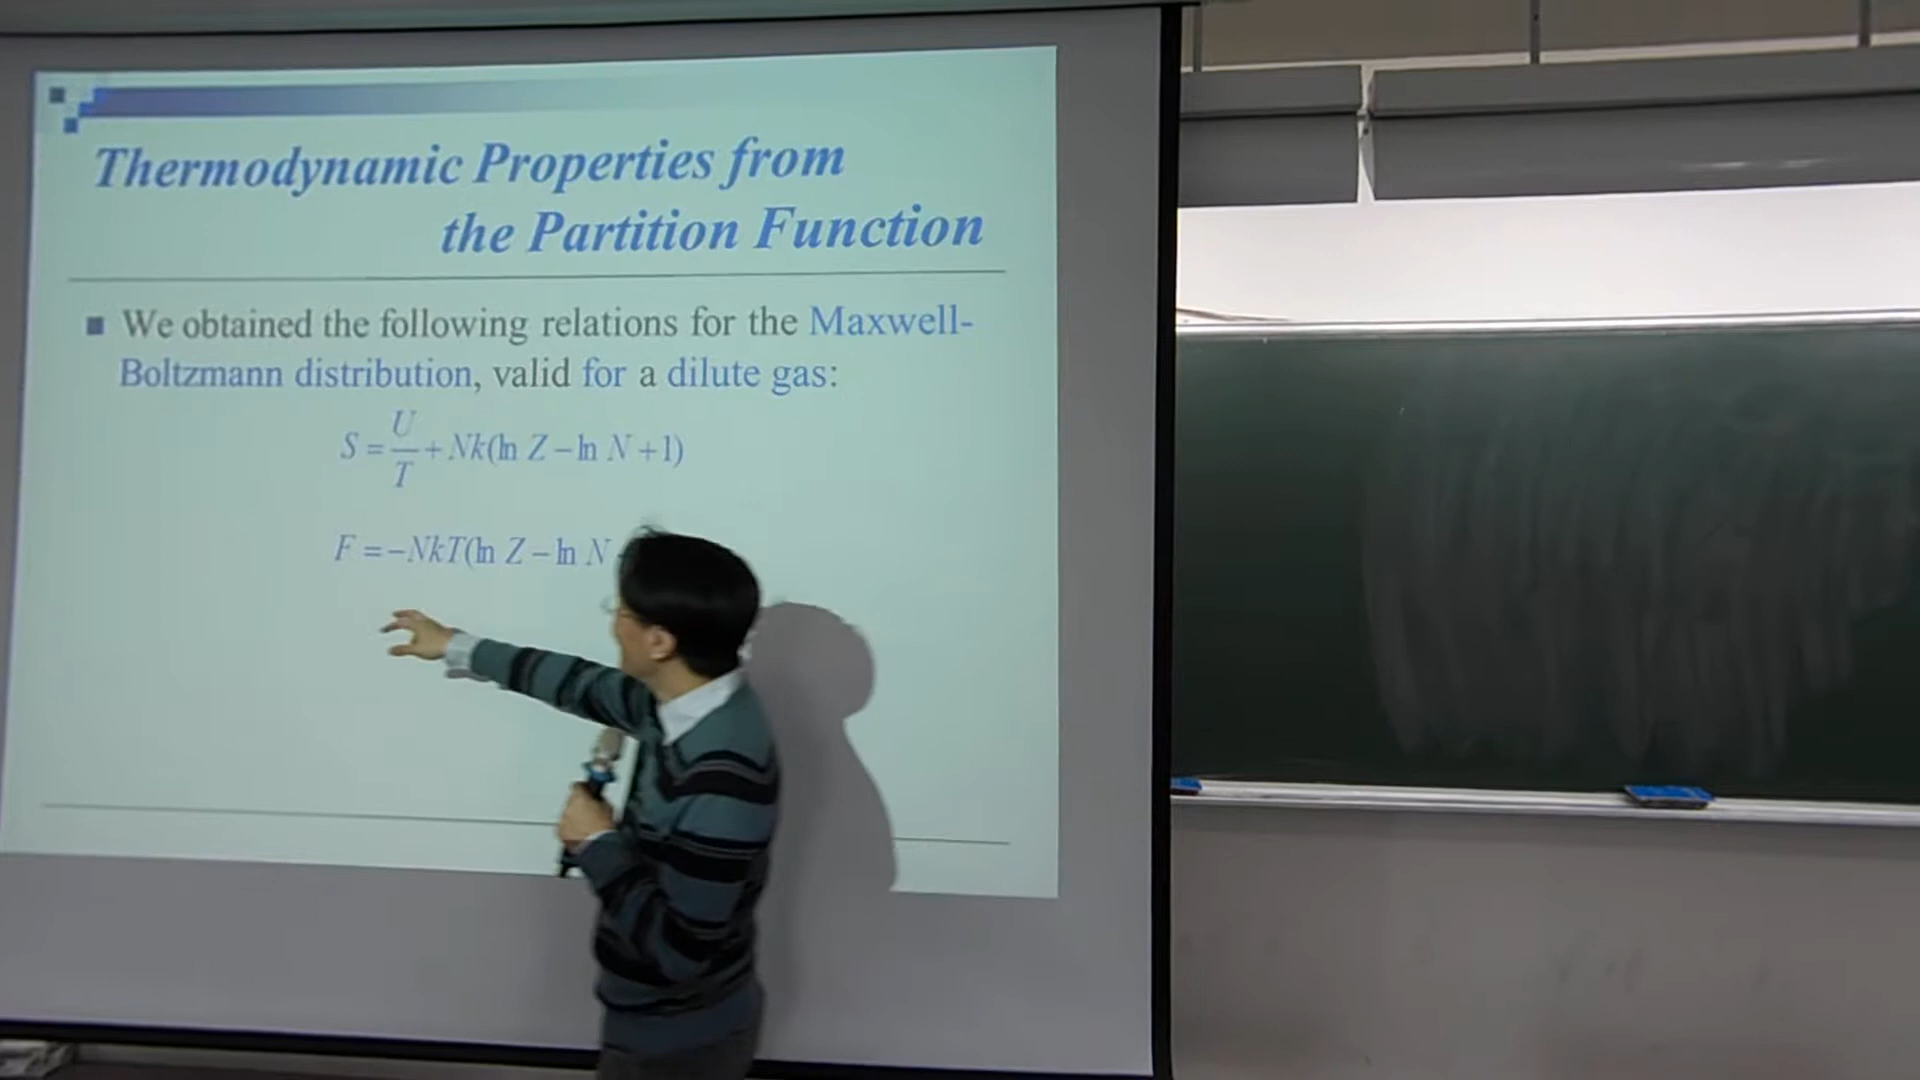 Thermodynamic Properties from
the Partition Function
We obtained the following relations for the Maxwell-
Boltzmann distribution, valid for a dilute gas:
S = U/T + Nk(ln Z − ln N + 1)
F = −NkT(ln Z − ln N